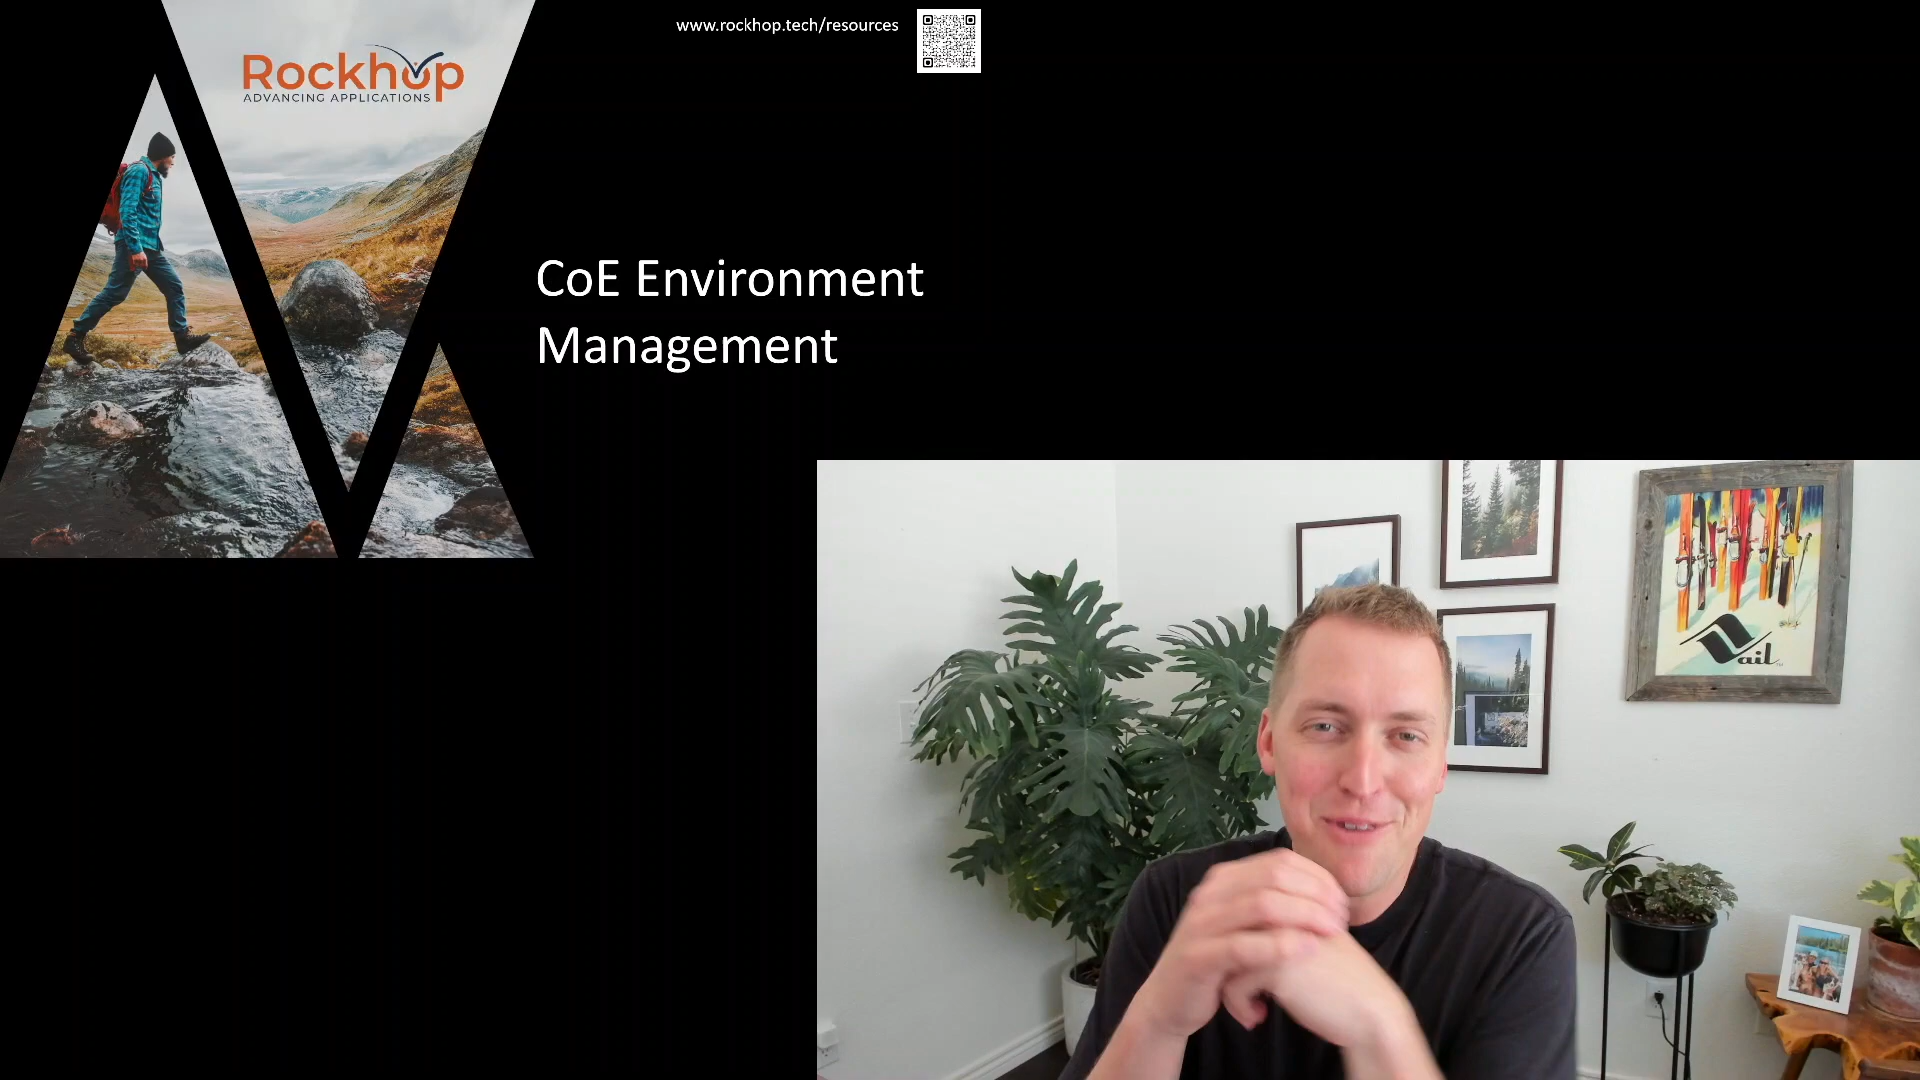 www.rockhop.tech/resources
Rockhop
ADVANCING APPLICATIONS
CoE Environment
Management
Vail